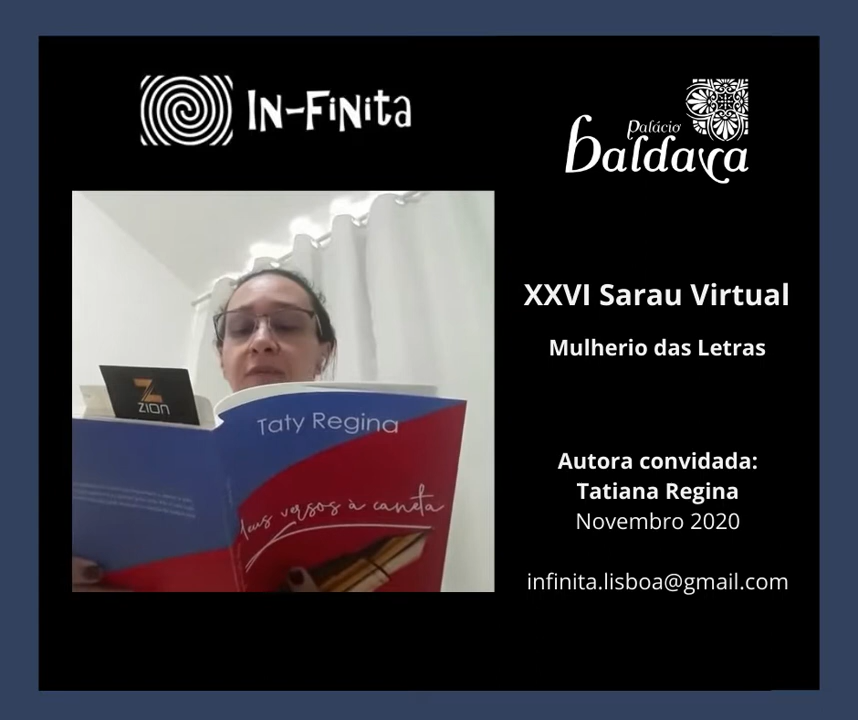 In-Finita
Palácio
baldaya
XXVI Sarau Virtual
Mulherio das Letras
Taty Regina
ZION
versos à caneta
Autora convidada:
Tatiana Regina
Novembro 2020
infinita.lisboa@gmail.com